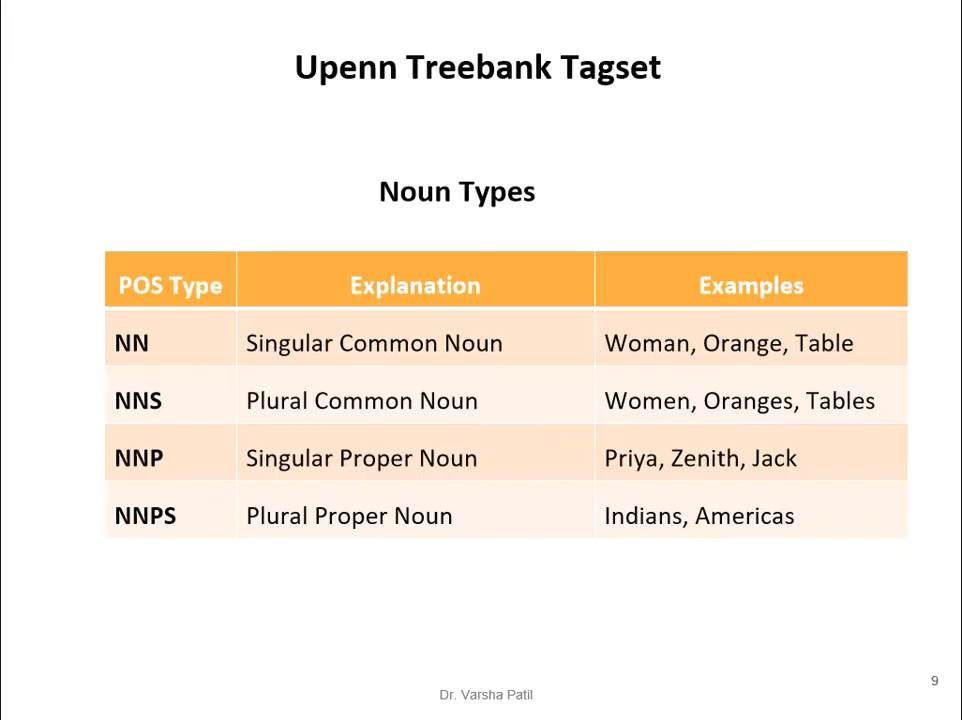 Upenn Treebank Tagset
Noun Types
POS Type Explanation Examples
NN Singular Common Noun Woman, Orange, Table
NNS Plural Common Noun Women, Oranges, Tables
NNP Singular Proper Noun Priya, Zenith, Jack
NNPS Plural Proper Noun Indians, Americas
9
Dr. Varsha Patil